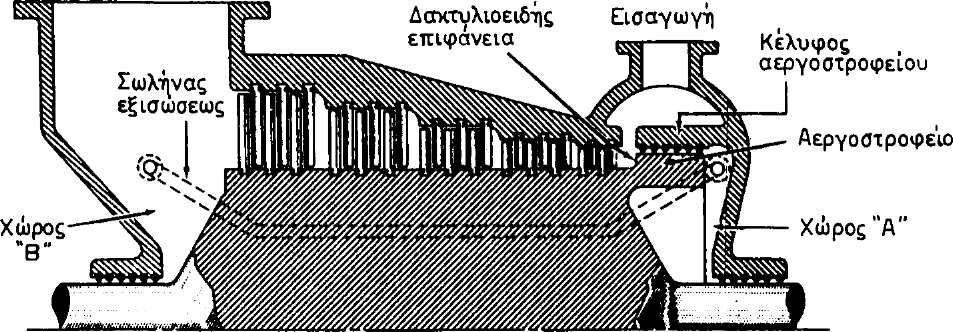 Δακτυλιοειδής
επιφάνεια
Εισαγωγή
Κέλυφος
αεργοστροφείου
Σωλήνας
εξισώσεως
Αεργοστροφείο
Χώρος
"Β"
Χώρος "Α"